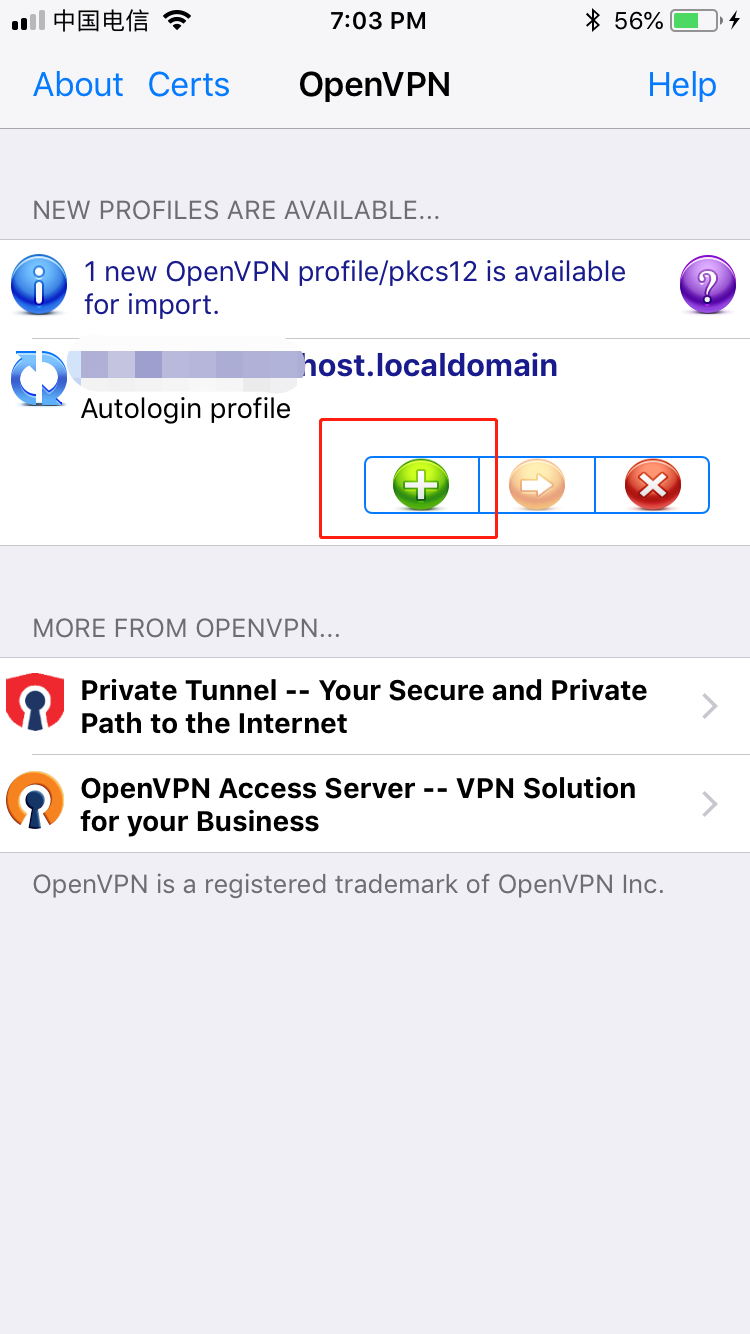 中国电信
7:03 PM
56%
About Certs OpenVPN Help
NEW PROFILES ARE AVAILABLE...
1 new OpenVPN profile/pkcs12 is available
for import.
host.localdomain
Autologin profile
MORE FROM OPENVPN...
Private Tunnel -- Your Secure and Private
Path to the Internet
OpenVPN Access Server -- VPN Solution
for your Business
OpenVPN is a registered trademark of OpenVPN Inc.